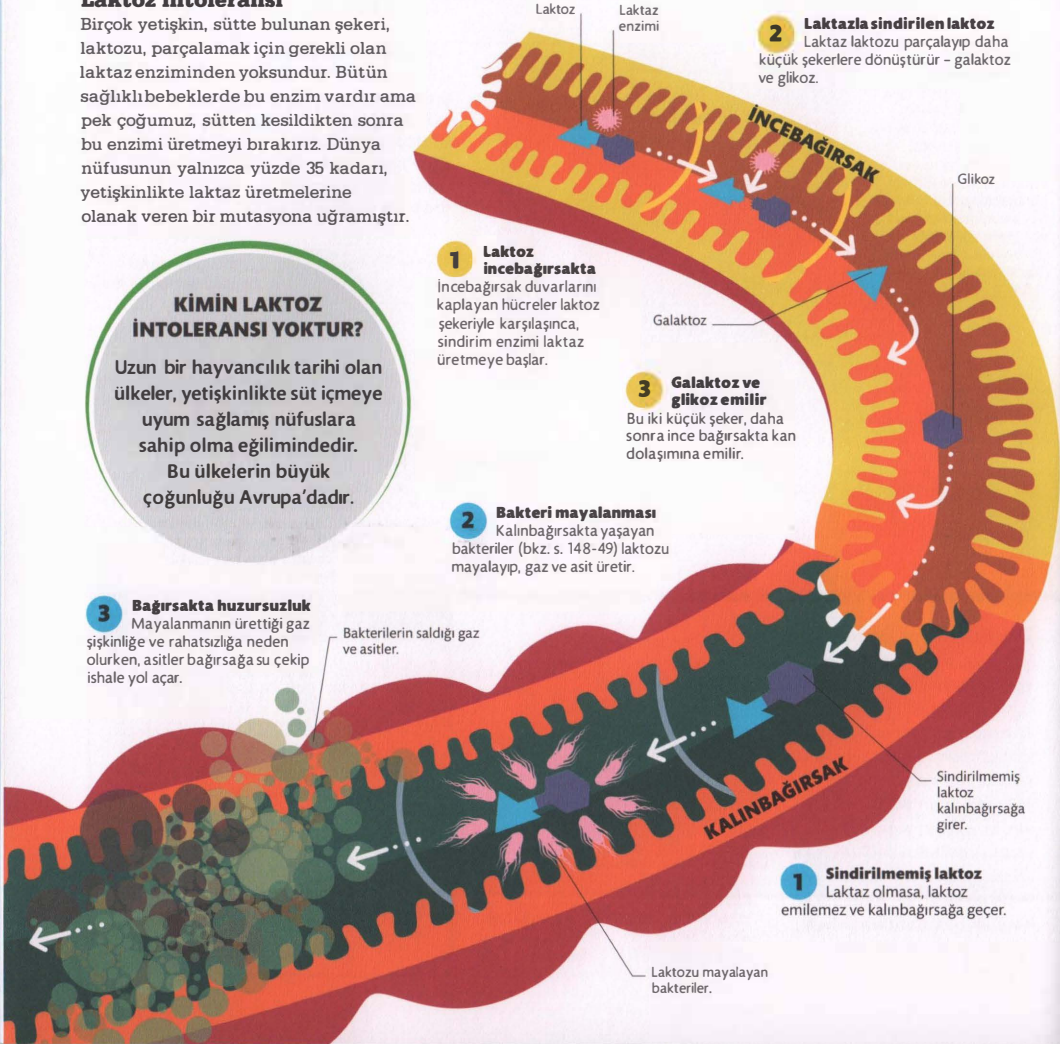 Laktoz intoleransı
Birçok yetişkin, sütte bulunan şekeri,
laktozu, parçalamak için gerekli olan
laktaz enziminden yoksundur. Bütün
sağlıklı bebeklerde bu enzim vardır ama
pek çoğumuz, sütten kesildikten sonra
bu enzimi üretmeyi bırakırız. Dünya
nüfusunun yalnızca yüzde 35 kadarı,
yetişkinlikte laktaz üretmelerine
olanak veren bir mutasyona uğramıştır.
KİMİN LAKTOZ
İNTOLERANSI YOKTUR?
Uzun bir hayvancılık tarihi olan
ülkeler, yetişkinlikte süt içmeye
uyum sağlamış nüfuslara
sahip olma eğilimindedir.
Bu ülkelerin büyük
çoğunluğu Avrupa'dadır.
Laktoz
Laktaz
enzimi
İNCEBAĞIRSAK
1 Laktoz
incebağırsakta
İncebağırsak duvarlarını
kaplayan hücreler laktoz
şekeriyle karşılaşınca,
sindirim enzimi laktaz
üretmeye başlar.
2 Laktazla sindirilen laktoz
Laktaz laktozu parçalayıp daha
küçük şekerlere dönüştürür – galaktoz
ve glikoz.
Glikoz
Galaktoz
3 Galaktoz ve
glikoz emilir
Bu iki küçük şeker, daha
sonra ince bağırsakta kan
dolaşımına emilir.
2 Bakteri mayalanması
Kalınbağırsakta yaşayan
bakteriler (bkz. s. 148-49) laktozu
mayalayıp, gaz ve asit üretir.
3 Bağırsakta huzursuzluk
Mayalanmanın ürettiği gaz
şişkinliğe ve rahatsızlığa neden
olurken, asitler bağırsağa su çekip
ishale yol açar.
Bakterilerin saldığı gaz
ve asitler.
KALINBAĞIRSAK
Sindirilmemiş
laktoz
kalınbağırsağa
girer.
1 Sindirilmemiş laktoz
Laktaz olmasa, laktoz
emilemez ve kalınbağırsağa geçer.
Laktozu mayalayan
bakteriler.